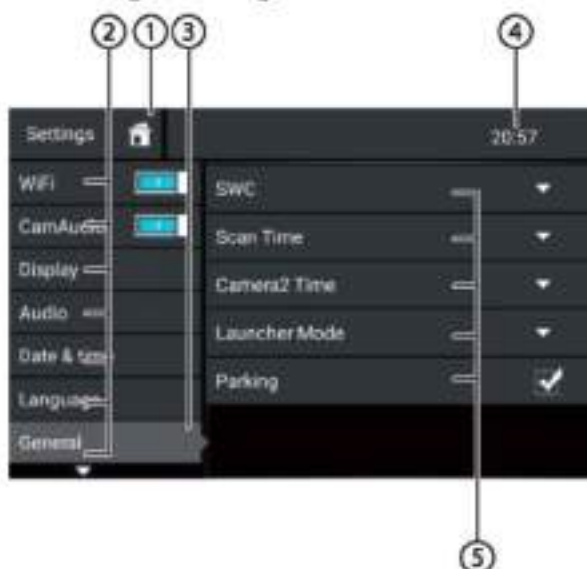 ② ① ③ ④
Settings 20:57
WiFi
CamAudio
Display
Audio
Date & time
Language
General
SWC
Scan Time
Camera2 Time
Launcher Mode
Parking
⑤